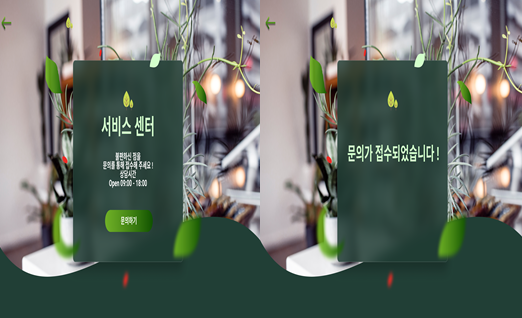 서비스 센터
불편하신 점을
문의를 통해 접수해 주세요 !
상담시간
Open 09:00 - 18:00
문의하기
문의가 접수되었습니다 !